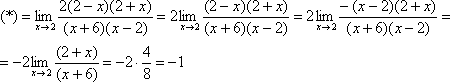 (*) = lim_{x→2} 2(2−x)(2+x)/((x+6)(x−2)) = 2 lim_{x→2} (2−x)(2+x)/((x+6)(x−2)) = 2 lim_{x→2} −(x−2)(2+x)/((x+6)(x−2)) =
= −2 lim_{x→2} (2+x)/(x+6) = −2 · 4/8 = −1